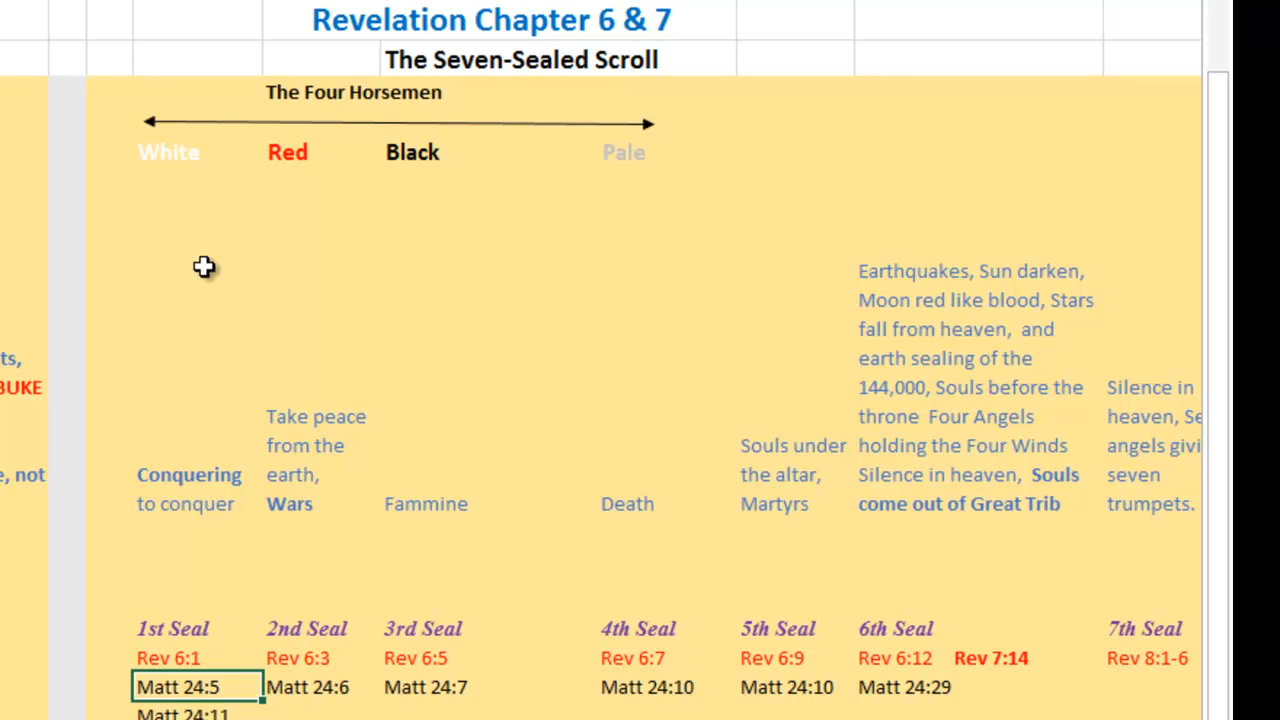 Revelation Chapter 6 & 7
The Seven-Sealed Scroll
The Four Horsemen
White Red Black Pale
ts,
BUKE
e, not
Conquering
to conquer
Take peace
from the
earth,
Wars
Fammine
Death
Souls under
the altar,
Martyrs
Earthquakes, Sun darken,
Moon red like blood, Stars
fall from heaven, and
earth sealing of the
144,000, Souls before the
throne Four Angels
holding the Four Winds
Silence in heaven, Souls
come out of Great Trib
Silence in
heaven, Se
angels givi
seven
trumpets.
1st Seal 2nd Seal 3rd Seal 4th Seal 5th Seal 6th Seal 7th Seal
Rev 6:1 Rev 6:3 Rev 6:5 Rev 6:7 Rev 6:9 Rev 6:12 Rev 7:14 Rev 8:1-6
Matt 24:5 Matt 24:6 Matt 24:7 Matt 24:10 Matt 24:10 Matt 24:29
Matt 24:11